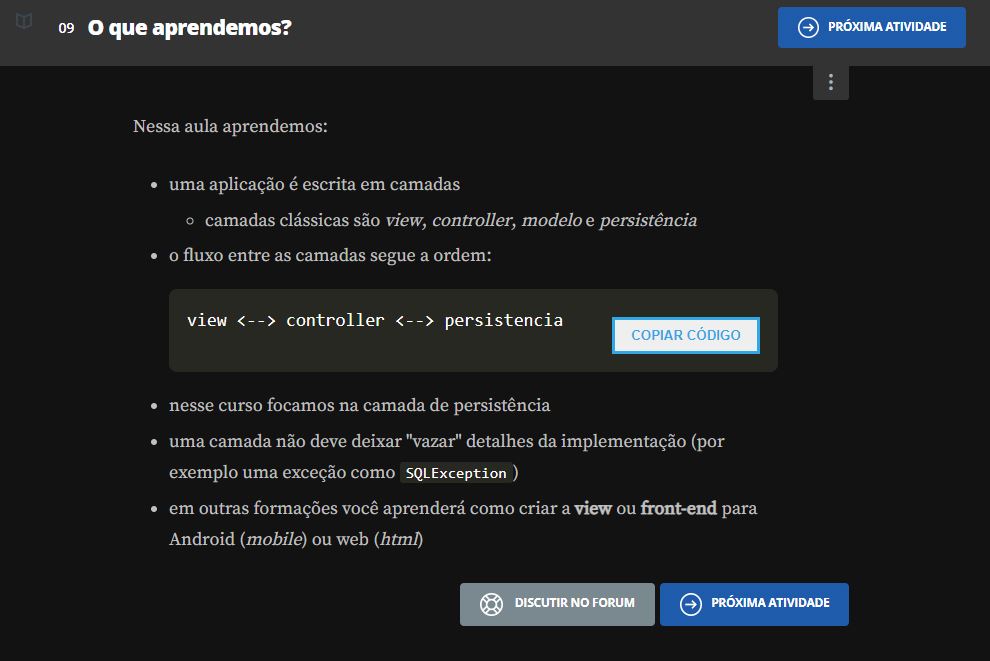 09 O que aprendemos?
PRÓXIMA ATIVIDADE
Nessa aula aprendemos:
uma aplicação é escrita em camadas
camadas clássicas são view, controller, modelo e persistência
o fluxo entre as camadas segue a ordem:
view <--> controller <--> persistencia
COPIAR CÓDIGO
nesse curso focamos na camada de persistência
uma camada não deve deixar "vazar" detalhes da implementação (por
exemplo uma exceção como SQLException)
em outras formações você aprenderá como criar a view ou front-end para
Android (mobile) ou web (html)
DISCUTIR NO FORUM
PRÓXIMA ATIVIDADE